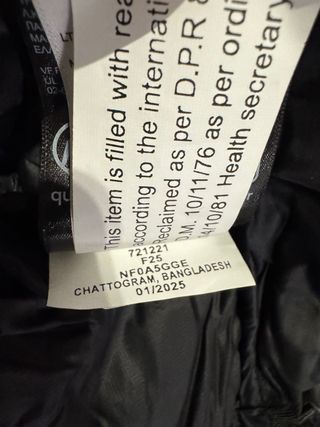 This item is filled with rea
according to the internati
Reclaimed as per D.P.R &
D.M. 10/11/76 as per ordi
14/10/81 Health secretary
721221
F25
NF0A5GGE
CHATTOGRAM, BANGLADESH
01/2025